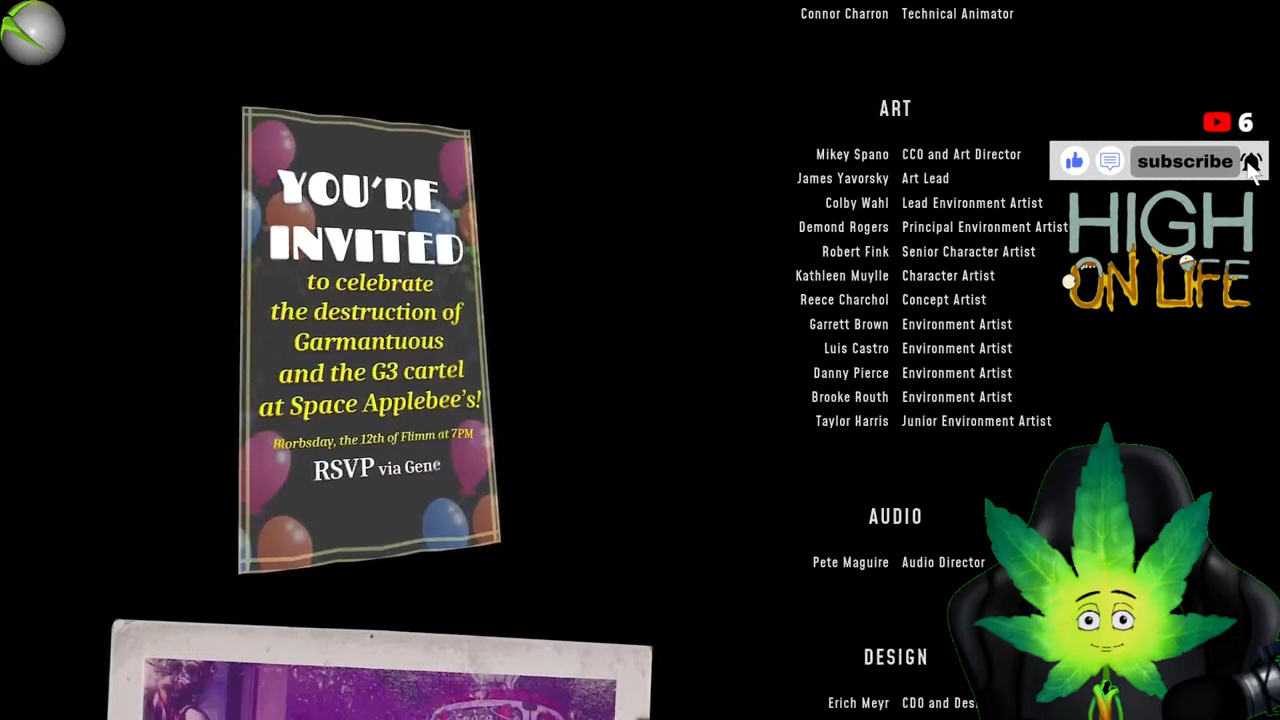 YOU'RE
INVITED
to celebrate
the destruction of
Garmantuous
and the G3 cartel
at Space Applebee's!
Blorbsday, the 12th of Flimm at 7PM
RSVP via Gene
Connor Charron Technical Animator
ART
Mikey Spano CCO and Art Director
James Yavorsky Art Lead
Colby Wahl Lead Environment Artist
Demond Rogers Principal Environment Artist
Robert Fink Senior Character Artist
Kathleen Muylle Character Artist
Reece Charchol Concept Artist
Garrett Brown Environment Artist
Luis Castro Environment Artist
Danny Pierce Environment Artist
Brooke Routh Environment Artist
Taylor Harris Junior Environment Artist
AUDIO
Pete Maguire Audio Director
DESIGN
Erich Meyr CDO and Des
6
subscribe
HIGH
ON LIFE